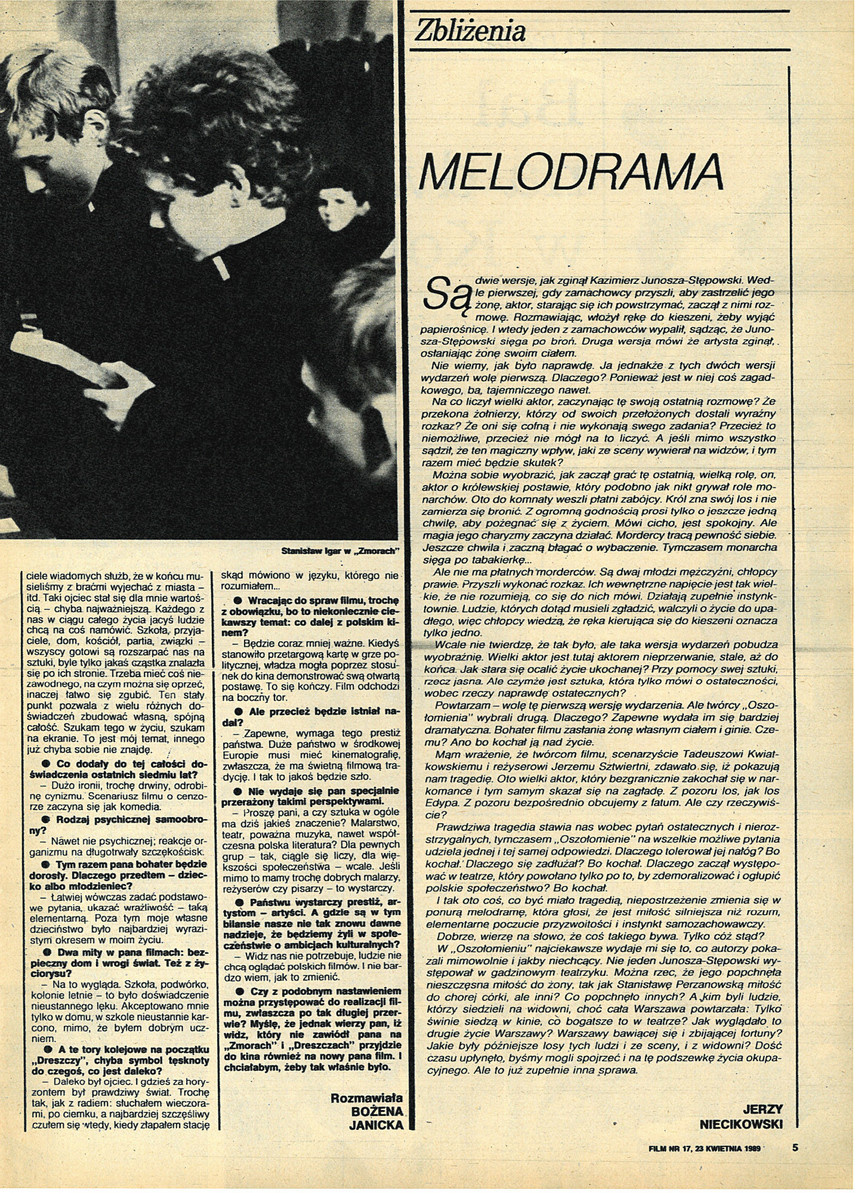 Stanisław Igar w „Zmorach"
ciele wiadomych służb, że w końcu mu-
sieliśmy z braćmi wyjechać z miasta –
itd. Taki ojciec stał się dla mnie wartoś-
cią – chyba najważniejszą. Każdego z
nas w ciągu całego życia jacyś ludzie
chcą na coś namówić. Szkoła, przyja-
ciele, dom, kościół, partia, związki –
wszyscy gotowi są rozszarpać nas na
sztuki, byle tylko jakaś cząstka znalazła
się po ich stronie. Trzeba mieć coś nie-
zawodnego, na czym można się oprzeć,
inaczej łatwo się zgubić. Ten stały
punkt pozwala z wielu różnych do-
świadczeń zbudować własną, spójną
całość. Szukam tego w życiu, szukam
na ekranie. To jest mój temat, innego
już chyba sobie nie znajdę.
● Co dodały do tej całości do-
świadczenia ostatnich siedmiu lat?
– Dużo ironii, trochę drwiny, odrobi-
nę cynizmu. Scenariusz filmu o cenzo-
rze zaczyna się jak komedia.
● Rodzaj psychicznej samoobro-
ny?
– Nawet nie psychicznej; reakcje or-
ganizmu na długotrwały szczękościsk.
● Tym razem pana bohater będzie
dorosły. Dlaczego przedtem – dziec-
ko albo młodzieniec?
– Łatwiej wówczas zadać podstawo-
we pytania, ukazać wrażliwość – taką
elementarną. Poza tym moje własne
dzieciństwo było najbardziej wyrazi-
stym okresem w moim życiu.
● Dwa mity w pana filmach: bez-
pieczny dom i wrogi świat. Też z ży-
ciorysu?
– Na to wygląda. Szkoła, podwórko,
kolonie letnie – to było doświadczenie
nieustannego lęku. Akceptowano mnie
tylko w domu, w szkole nieustannie kar-
cono, mimo, że byłem dobrym ucz-
niem.
● A te tory kolejowe na początku
„Dreszczy", chyba symbol tęsknoty
do czegoś, co jest daleko?
– Daleko był ojciec. I gdzieś za hory-
zontem był prawdziwy świat. Trochę
tak, jak z radiem: słuchałem wieczora-
mi, po ciemku, a najbardziej szczęśliwy
czułem się wtedy, kiedy złapałem stację
skąd mówiono w języku, którego nie
rozumiałem...
● Wracając do spraw filmu, trochę
z obowiązku, bo to niekoniecznie cie-
kawszy temat: co dalej z polskim ki-
nem?
– Będzie coraz mniej ważne. Kiedyś
stanowiło przetargową kartę w grze po-
litycznej, władza mogła poprzez stosu-
nek do kina demonstrować swą otwartą
postawę. To się kończy. Film odchodzi
na boczny tor.
● Ale przecież będzie istniał na-
dal?
– Zapewne, wymaga tego prestiż
państwa. Duże państwo w środkowej
Europie musi mieć kinematografię,
zwłaszcza, że ma świetną filmową tra-
dycję. I tak to jakoś będzie szło.
● Nie wydaje się pan specjalnie
przerażony takimi perspektywami.
– Proszę pani, a czy sztuka w ogóle
ma dziś jakieś znaczenie? Malarstwo,
teatr, poważna muzyka, nawet współ-
czesna polska literatura? Dla pewnych
grup – tak, ciągle się liczy, dla wię-
kszości społeczeństwa – wcale. Jeśli
mimo to mamy trochę dobrych malarzy,
reżyserów czy pisarzy – to wystarczy.
● Państwu wystarczy prestiż, ar-
tystom – artyści. A gdzie są w tym
bilansie nasze nie tak znowu dawne
nadzieje, że będziemy żyli w społe-
czeństwie o ambicjach kulturalnych?
– Widz nas nie potrzebuje, ludzie nie
chcą oglądać polskich filmów. I nie bar-
dzo wiem, jak to zmienić.
● Czy z podobnym nastawieniem
można przystępować do realizacji fil-
mu, zwłaszcza po tak długiej przer-
wie? Myślę, że jednak wierzy pan, iż
widz, który nie zawiódł pana na
„Zmorach" i „Dreszczach" przyjdzie
do kina również na nowy pana film. I
chciałabym, żeby tak właśnie było.
Rozmawiała
BOŻENA
JANICKA
Zbliżenia
MELODRAMA
Są dwie wersje, jak zginął Kazimierz Junosza-Stępowski. Wed-
le pierwszej, gdy zamachowcy przyszli, aby zastrzelić jego
żonę, aktor, starając się ich powstrzymać, zaczął z nimi roz-
mowę. Rozmawiając, włożył rękę do kieszeni, żeby wyjąć
papierośnicę. I wtedy jeden z zamachowców wypalił, sądząc, że Juno-
sza-Stępowski sięga po broń. Druga wersja mówi że artysta zginął,
osłaniając żonę swoim ciałem.
Nie wiemy, jak było naprawdę. Ja jednakże z tych dwóch wersji
wydarzeń wolę pierwszą. Dlaczego? Ponieważ jest w niej coś zagad-
kowego, ba, tajemniczego nawet.
Na co liczył wielki aktor, zaczynając tę swoją ostatnią rozmowę? Że
przekona żołnierzy, którzy od swoich przełożonych dostali wyraźny
rozkaz? Że oni się cofną i nie wykonają swego zadania? Przecież to
niemożliwe, przecież nie mógł na to liczyć. A jeśli mimo wszystko
sądził, że ten magiczny wpływ, jaki ze sceny wywierał na widzów, i tym
razem mieć będzie skutek?
Można sobie wyobrazić, jak zaczął grać tę ostatnią, wielką rolę, on,
aktor o królewskiej postawie, który podobno jak nikt grywał role mo-
narchów. Oto do komnaty weszli płatni zabójcy. Król zna swój los i nie
zamierza się bronić. Z ogromną godnością prosi tylko o jeszcze jedną
chwilę, aby pożegnać się z życiem. Mówi cicho, jest spokojny. Ale
magia jego charyzmy zaczyna działać. Mordercy tracą pewność siebie.
Jeszcze chwila i zaczną błagać o wybaczenie. Tymczasem monarcha
sięga po tabakierkę...
Ale nie ma płatnych morderców. Są dwaj młodzi mężczyźni, chłopcy
prawie. Przyszli wykonać rozkaz. Ich wewnętrzne napięcie jest tak wiel-
kie, że nie rozumieją, co się do nich mówi. Działają zupełnie instynk-
townie. Ludzie, których dotąd musieli zgładzić, walczyli o życie do upa-
dłego, więc chłopcy wiedzą, że ręka kierująca się do kieszeni oznacza
tylko jedno.
Wcale nie twierdzę, że tak było, ale taka wersja wydarzeń pobudza
wyobraźnię. Wielki aktor jest tutaj aktorem nieprzerwanie, stale, aż do
końca. Jak stara się ocalić życie ukochanej? Przy pomocy swej sztuki,
rzecz jasna. Ale czymże jest sztuka, która tylko mówi o ostateczności,
wobec rzeczy naprawdę ostatecznych?
Powtarzam – wolę tę pierwszą wersję wydarzenia. Ale twórcy „Oszo-
łomienia" wybrali drugą. Dlaczego? Zapewne wydała im się bardziej
dramatyczna. Bohater filmu zasłania żonę własnym ciałem i ginie. Cze-
mu? Ano bo kochał ją nad życie.
Mam wrażenie, że twórcom filmu, scenarzyście Tadeuszowi Kwiat-
kowskiemu i reżyserowi Jerzemu Sztwiertni, zdawało się, iż pokazują
nam tragedię. Oto wielki aktor, który bezgranicznie zakochał się w nar-
komance i tym samym skazał się na zagładę. Z pozoru los, jak los
Edypa. Z pozoru bezpośrednio obcujemy z fatum. Ale czy rzeczywiś-
cie?
Prawdziwa tragedia stawia nas wobec pytań ostatecznych i nieroz-
strzygalnych, tymczasem „Oszołomienie" na wszelkie możliwe pytania
udziela jednej i tej samej odpowiedzi. Dlaczego tolerował jej nałóg? Bo
kochał. Dlaczego się zadłużał? Bo kochał. Dlaczego zaczął występo-
wać w teatrze, który powołano tylko po to, by zdemoralizować i ogłupić
polskie społeczeństwo? Bo kochał.
I tak oto coś, co być miało tragedią, niepostrzeżenie zmienia się w
ponurą melodramę, która głosi, że jest miłość silniejsza niż rozum,
elementarne poczucie przyzwoitości i instynkt samozachowawczy.
Dobrze, wierzę na słowo, że coś takiego bywa. Tylko cóż stąd?
W „Oszołomieniu" najciekawsze wydaje mi się to, co autorzy poka-
zali mimowolnie i jakby niechcący. Nie jeden Junosza-Stępowski wy-
stępował w gadzinowym teatrzyku. Można rzec, że jego popchnęła
nieszczęsna miłość do żony, tak jak Stanisławę Perzanowską miłość
do chorej córki, ale inni? Co popchnęło innych? A kim byli ludzie,
którzy siedzieli na widowni, choć cała Warszawa powtarzała: Tylko
świnie siedzą w kinie, co bogatsze to w teatrze? Jak wyglądało to
drugie życie Warszawy? Warszawy bawiącej się i zbijającej fortuny?
Jakie były późniejsze losy tych ludzi i ze sceny, i z widowni? Dość
czasu upłynęło, byśmy mogli spojrzeć i na tę podszewkę życia okupa-
cyjnego. Ale to już zupełnie inna sprawa.
JERZY
NIECIKOWSKI
FILM NR 17, 23 KWIETNIA 1989 5